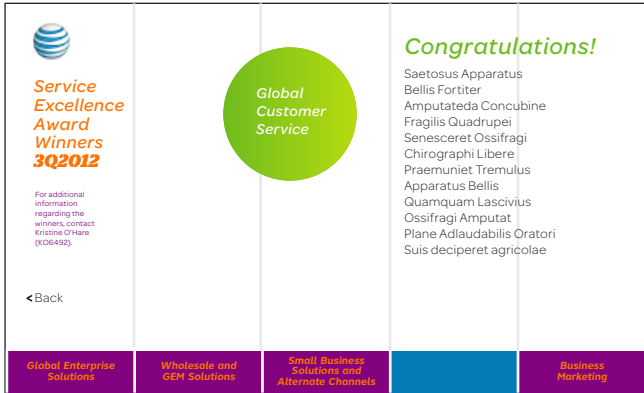 Service
Excellence
Award
Winners
3Q2012
For additional
information
regarding the
winners, contact
Kristine O'Hare
(KO6492).
<Back
Global
Customer
Service
Congratulations!
Saetosus Apparatus
Bellis Fortiter
Amputateda Concubine
Fragilis Quadrupei
Senesceret Ossifragi
Chirographi Libere
Praemuniet Tremulus
Apparatus Bellis
Quamquam Lascivius
Ossifragi Amputat
Plane Adlaudabilis Oratori
Suis deciperet agricolae
Global Enterprise
Solutions
Wholesale and
GEM Solutions
Small Business
Solutions and
Alternate Channels
Business
Marketing